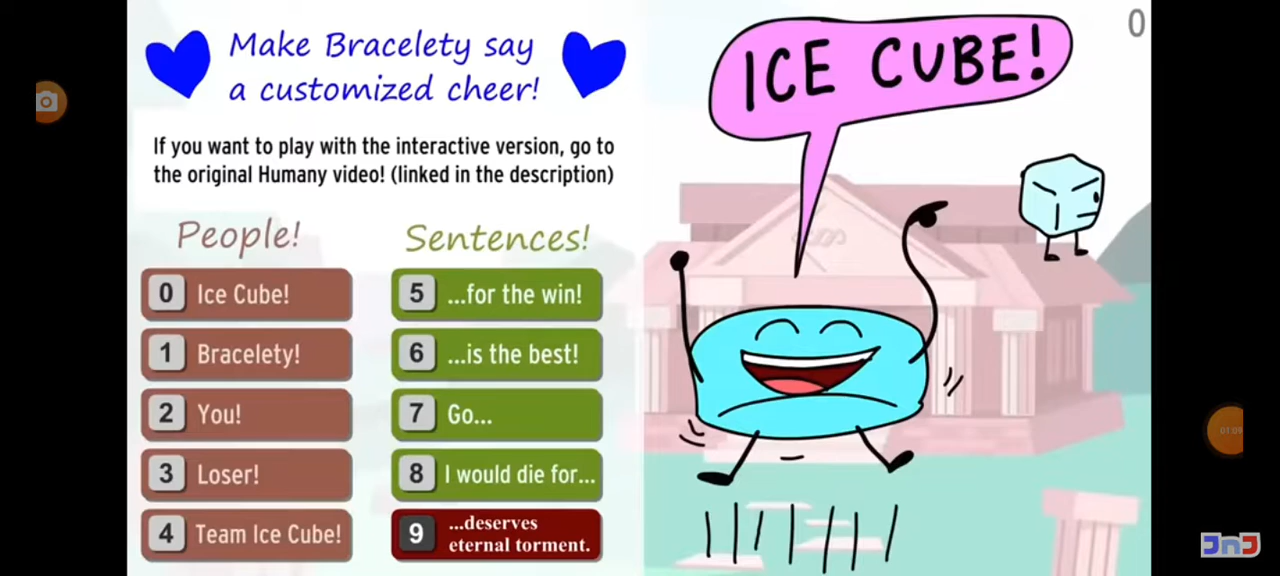 Make Bracelety say
a customized cheer!
If you want to play with the interactive version, go to
the original Humany video! (linked in the description)
People!
0 Ice Cube!
1 Bracelety!
2 You!
3 Loser!
4 Team Ice Cube!
Sentences!
5 ...for the win!
6 ...is the best!
7 Go...
8 I would die for...
9 ...deserves
eternal torment.
ICE CUBE!
0
01:09
JnJ